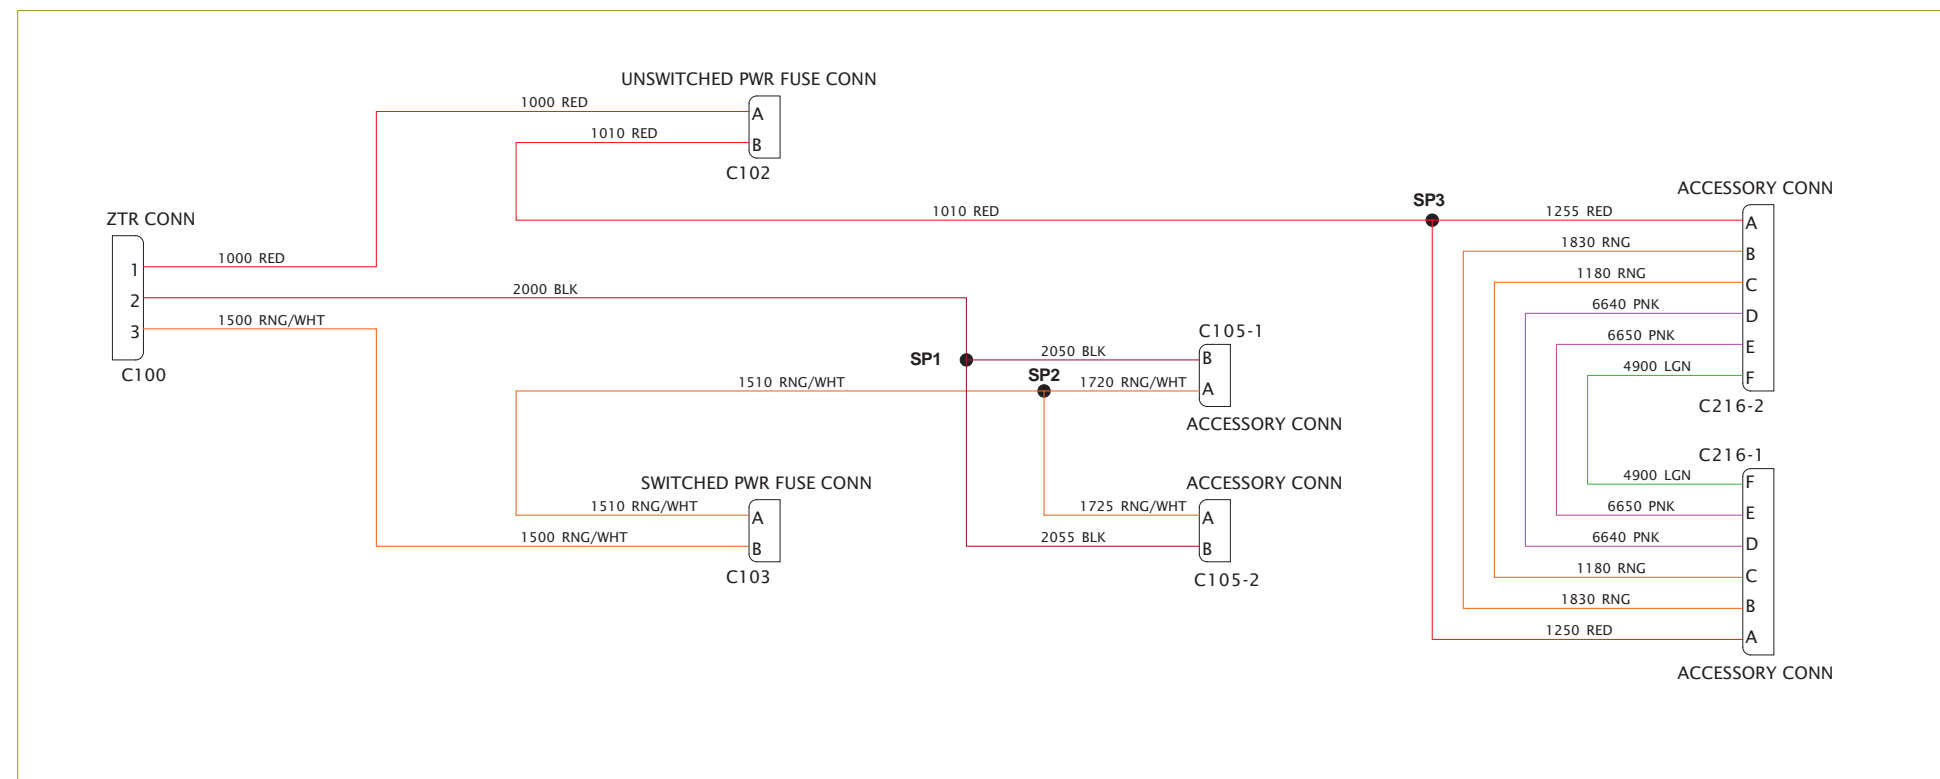 UNSWITCHED PWR FUSE CONN
1000 RED
A
1010 RED
B
C102
ACCESSORY CONN
SP3
ZTR CONN
1010 RED
1255 RED
A
1830 RNG
B
1000 RED
1
1180 RNG
C
2000 BLK
2
6640 PNK
D
1500 RNG/WHT
3
C105-1
6650 PNK
E
SP1
2050 BLK
B
4900 LGN
F
C100
SP2
1510 RNG/WHT
1720 RNG/WHT
A
C216-2
ACCESSORY CONN
C216-1
SWITCHED PWR FUSE CONN
ACCESSORY CONN
4900 LGN
F
1510 RNG/WHT
A
1725 RNG/WHT
A
6650 PNK
E
1500 RNG/WHT
B
2055 BLK
B
6640 PNK
D
C103
C105-2
1180 RNG
C
1830 RNG
B
1250 RED
A
ACCESSORY CONN